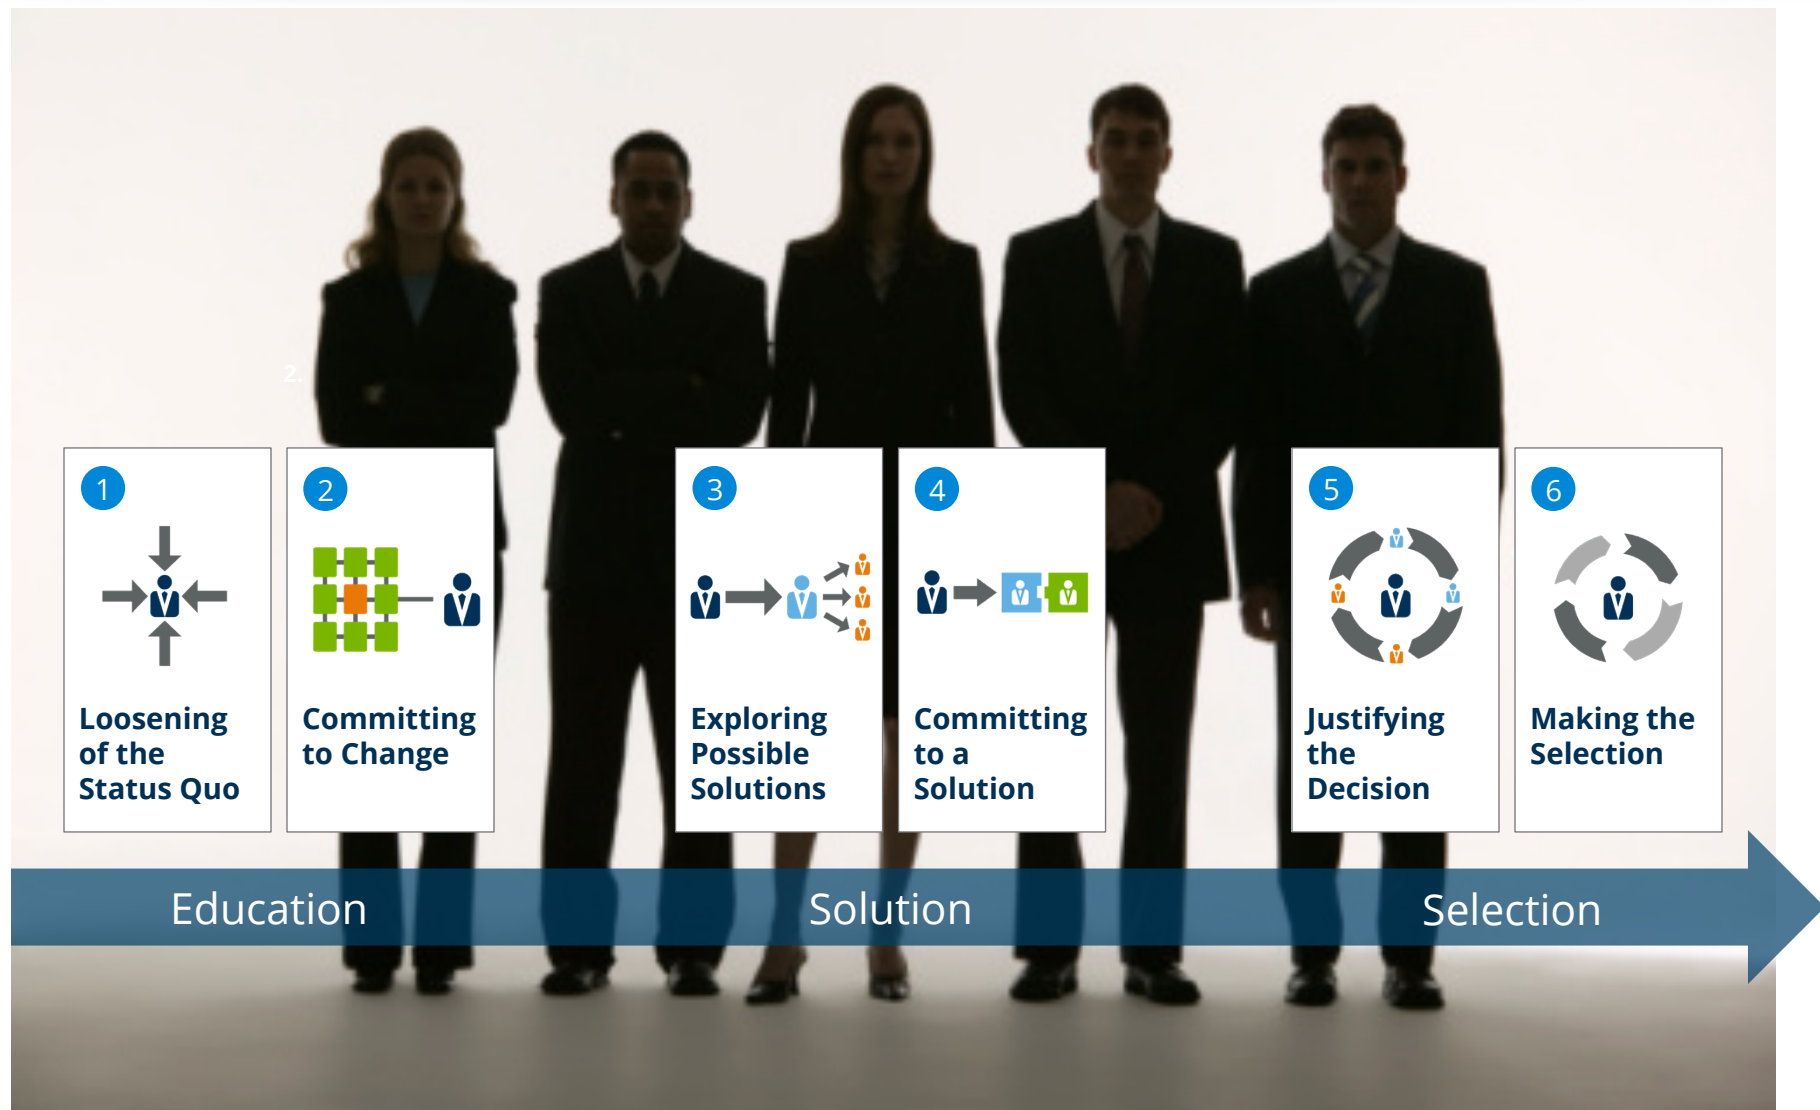 2.
1
Loosening
of the
Status Quo
2
Committing
to Change
3
Exploring
Possible
Solutions
4
Committing
to a
Solution
5
Justifying
the
Decision
6
Making the
Selection
Education
Solution
Selection